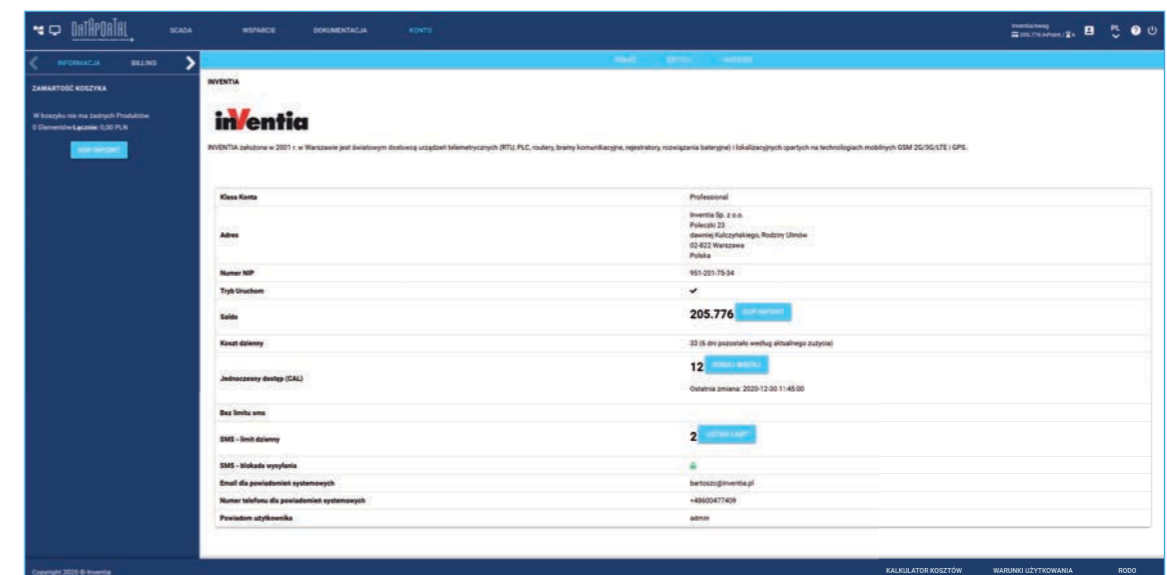 DATAPORTAL
SCADA
WSPARCIE
DOKUMENTACJA
KONTO
PL
INFORMACJA
BILLING
ZAWARTOŚĆ KOSZYKA
W koszyku nie ma żadnych Produktów.
0 Elementów Łącznie: 0,00 PLN
INVENTIA
inVentia
INVENTIA założona w 2001 r. w Warszawie jest światowym dostawcą urządzeń telemetrycznych (RTU, PLC, routery, bramy komunikacyjne, rejestratory, rozwiązania bateryjne) i lokalizacyjnych opartych na technologiach mobilnych GSM 2G/3G/LTE i GPS.
Klasa Konta Professional
Adres
Inventia Sp. z o.o.
Poleczki 23
dawniej Kulczyńskiego, Rodziny Ulmów
02-822 Warszawa
Polska
Numer NIP 951-201-75-34
Tryb Uruchom
Saldo 205.776
Koszt dzienny 33 (6 dni pozostało według aktualnego zużycia)
Jednoczesny dostęp (CAL) 12
Ostatnia zmiana: 2020-12-30 11:45:00
Bez limitu sms
SMS - limit dzienny 2
SMS - blokada wysyłania
Email dla powiadomień systemowych bartoszc@inventia.pl
Numer telefonu dla powiadomień systemowych +48600477409
Powiadom użytkownika admin
Copyright 2020 © Inventia
KALKULATOR KOSZTÓW
WARUNKI UŻYTKOWANIA
RODO